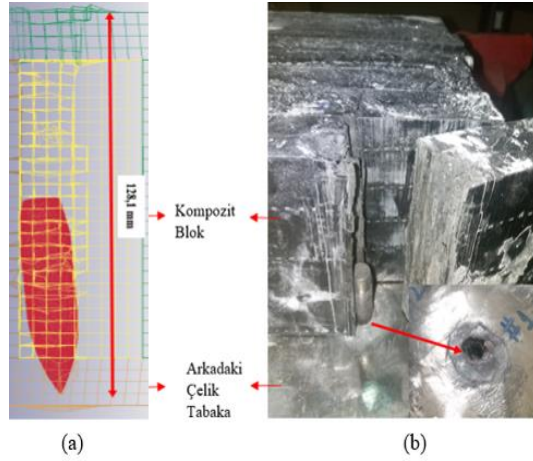 128,1 mm
Kompozit
Blok
Arkadaki
Çelik
Tabaka
(a)
(b)